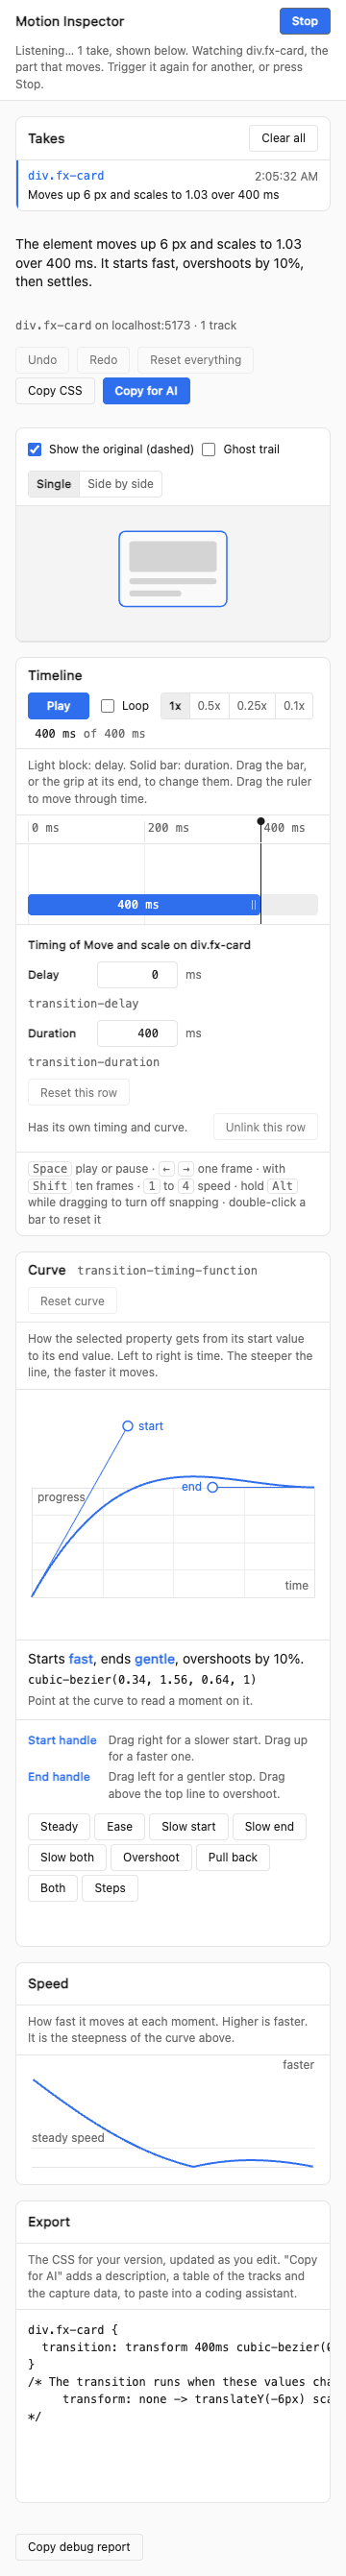 Motion Inspector
Stop
Listening... 1 take, shown below. Watching div.fx-card, the
part that moves. Trigger it again for another, or press
Stop.
Takes
Clear all
div.fx-card
2:05:32 AM
Moves up 6 px and scales to 1.03 over 400 ms
The element moves up 6 px and scales to 1.03
over 400 ms. It starts fast, overshoots by 10%,
then settles.
div.fx-card on localhost:5173 · 1 track
Undo
Redo
Reset everything
Copy CSS
Copy for AI
Show the original (dashed)
Ghost trail
Single
Side by side
Timeline
Play
Loop
1x
0.5x
0.25x
0.1x
400 ms of 400 ms
Light block: delay. Solid bar: duration. Drag the bar,
or the grip at its end, to change them. Drag the ruler
to move through time.
0 ms
200 ms
400 ms
400 ms
Timing of Move and scale on div.fx-card
Delay
0
ms
transition-delay
Duration
400
ms
transition-duration
Reset this row
Has its own timing and curve.
Unlink this row
Space play or pause · ← → one frame · with
Shift ten frames · 1 to 4 speed · hold Alt
while dragging to turn off snapping · double-click a
bar to reset it
Curve transition-timing-function
Reset curve
How the selected property gets from its start value
to its end value. Left to right is time. The steeper the
line, the faster it moves.
start
end
progress
time
Starts fast, ends gentle, overshoots by 10%.
cubic-bezier(0.34, 1.56, 0.64, 1)
Point at the curve to read a moment on it.
Start handle
Drag right for a slower start. Drag up
for a faster one.
End handle
Drag left for a gentler stop. Drag
above the top line to overshoot.
Steady
Ease
Slow start
Slow end
Slow both
Overshoot
Pull back
Both
Steps
Speed
How fast it moves at each moment. Higher is faster.
It is the steepness of the curve above.
faster
steady speed
Export
The CSS for your version, updated as you edit. "Copy
for AI" adds a description, a table of the tracks and
the capture data, to paste into a coding assistant.
div.fx-card {
transition: transform 400ms cubic-bezier(0
}
/* The transition runs when these values cha
transform: none -> translateY(-6px) sca
*/
Copy debug report